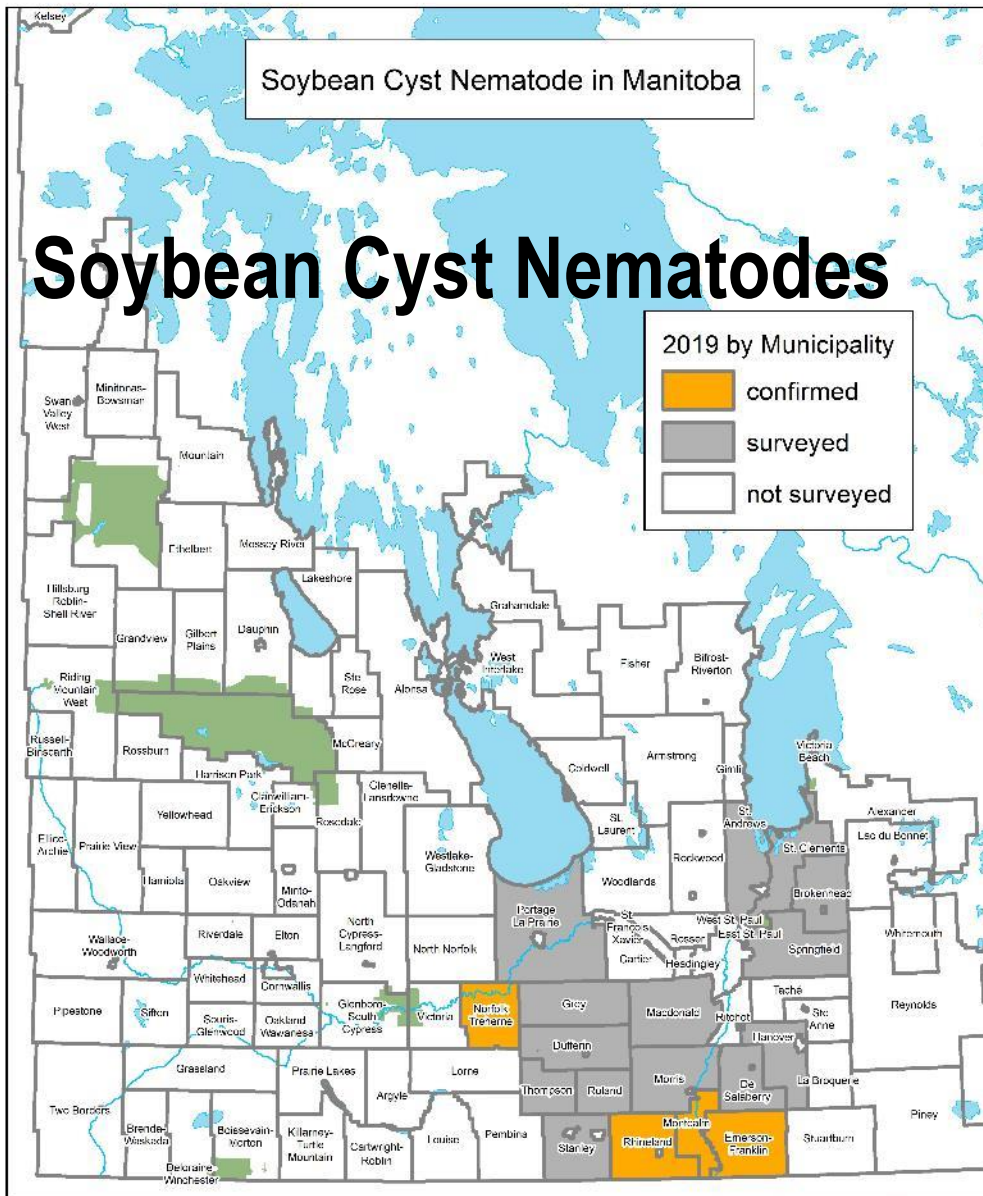 Kelsey
Soybean Cyst Nematode in Manitoba
Soybean Cyst Nematodes
2019 by Municipality
confirmed
surveyed
not surveyed
Swan
Valley
West
Minitonas-
Bowsman
Mountain
Ethelbert
Mossey River
Lakeshore
Hillsburg
Roblin-
Shell River
Grandview
Gilbert
Plains
Dauphin
Grahamdale
West
Interlake
Fisher
Bifrost-
Riverton
Riding
Mountain
West
Ste
Rose
Alonsa
Russell-
Binscarth
Rossburn
McCreary
Armstrong
Victoria
Beach
Harrison Park
Coldwell
Gimli
Clanwilliam-
Erickson
Glenella-
Lansdowne
Yellowhead
Rosedale
St.
Laurent
St.
Andrews
Alexander
Lac du Bonnet
Ellice-
Archie
Prairie View
Westlake-
Gladstone
Rockwood
St. Clements
Hamiota
Oakview
Minto-
Odanah
Woodlands
Brokenhead
Portage
La Prairie
St.
François
Xavier
West St. Paul
East St. Paul
Wallace-
Woodworth
Riverdale
Elton
North
Cypress-
Langford
North Norfolk
Cartier
Rosser
Headingley
Springfield
Whitemouth
Whitehead
Cornwallis
Taché
Reynolds
Pipestone
Sifton
Souris-
Glenwood
Oakland
Wawanesa
Glenboro-
South
Cypress
Victoria
Norfolk
Treherne
Grey
Macdonald
Ritchot
Ste
Anne
Dufferin
Hanover
Grassland
Prairie Lakes
Lorne
Thompson
Roland
Morris
De
Salaberry
La Broquerie
Two Borders
Argyle
Piney
Brenda-
Waskada
Boissevain-
Morton
Killarney-
Turtle
Mountain
Cartwright-
Roblin
Louise
Pembina
Stanley
Rhineland
Montcalm
Emerson-
Franklin
Stuartburn
Deloraine
Winchester